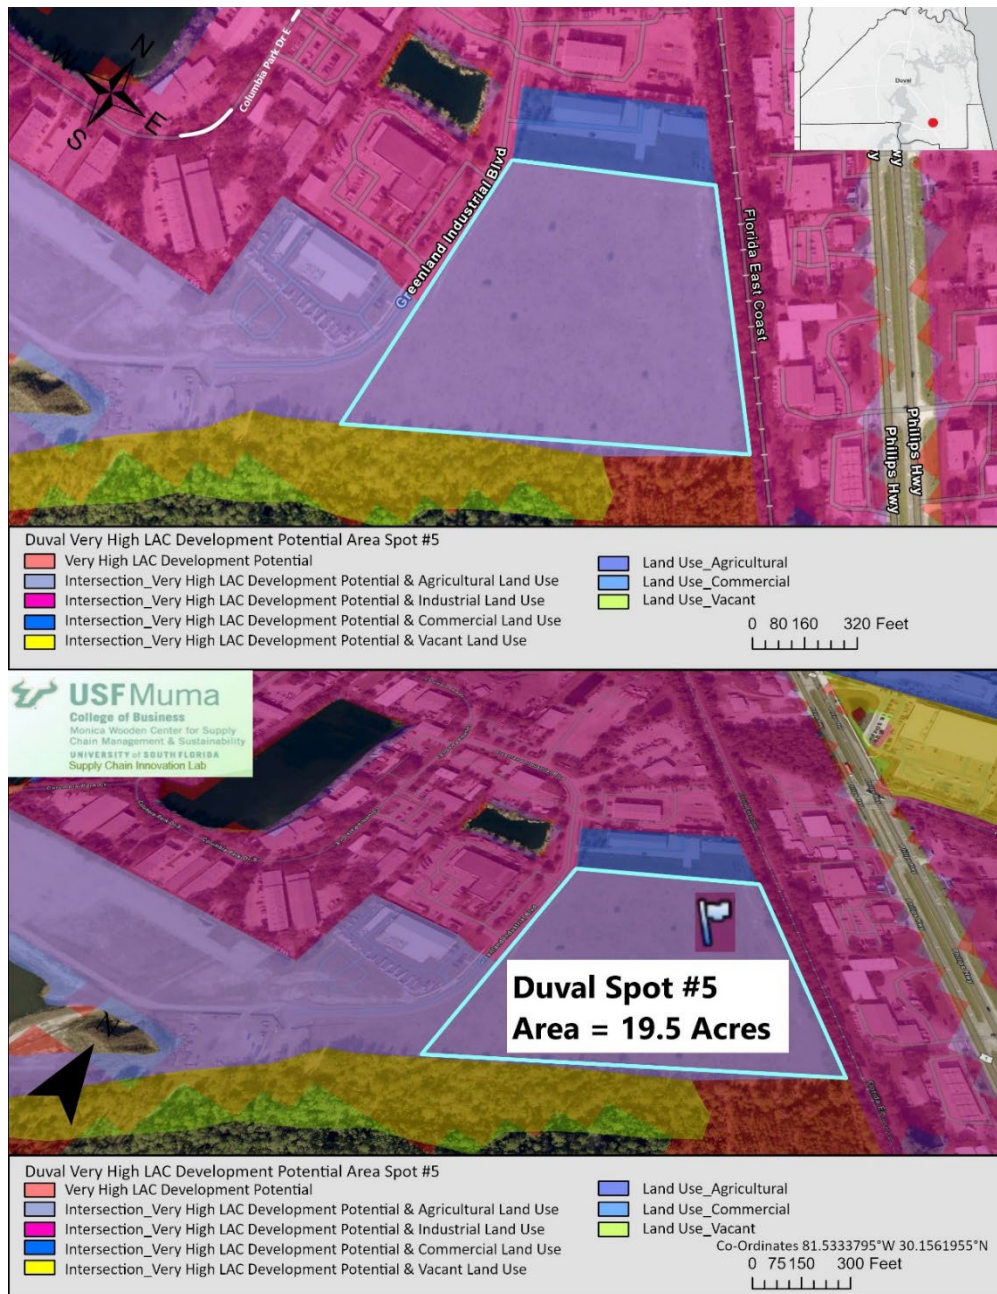 N
W
E
S
Columbia Park Dr E
Greenland Industrial Blvd
Florida East Coast
Philips Hwy
Philips Hwy
Duval
Duval Very High LAC Development Potential Area Spot #5
Very High LAC Development Potential
Intersection_Very High LAC Development Potential & Agricultural Land Use
Intersection_Very High LAC Development Potential & Industrial Land Use
Intersection_Very High LAC Development Potential & Commercial Land Use
Intersection_Very High LAC Development Potential & Vacant Land Use
Land Use_Agricultural
Land Use_Commercial
Land Use_Vacant
0 80 160 320 Feet
USF Muma
College of Business
Monica Wooden Center for Supply
Chain Management & Sustainability
UNIVERSITY of SOUTH FLORIDA
Supply Chain Innovation Lab
N
Duval Spot #5
Area = 19.5 Acres
Duval Very High LAC Development Potential Area Spot #5
Very High LAC Development Potential
Intersection_Very High LAC Development Potential & Agricultural Land Use
Intersection_Very High LAC Development Potential & Industrial Land Use
Intersection_Very High LAC Development Potential & Commercial Land Use
Intersection_Very High LAC Development Potential & Vacant Land Use
Land Use_Agricultural
Land Use_Commercial
Land Use_Vacant
Co-Ordinates 81.5333795°W 30.1561955°N
0 75 150 300 Feet